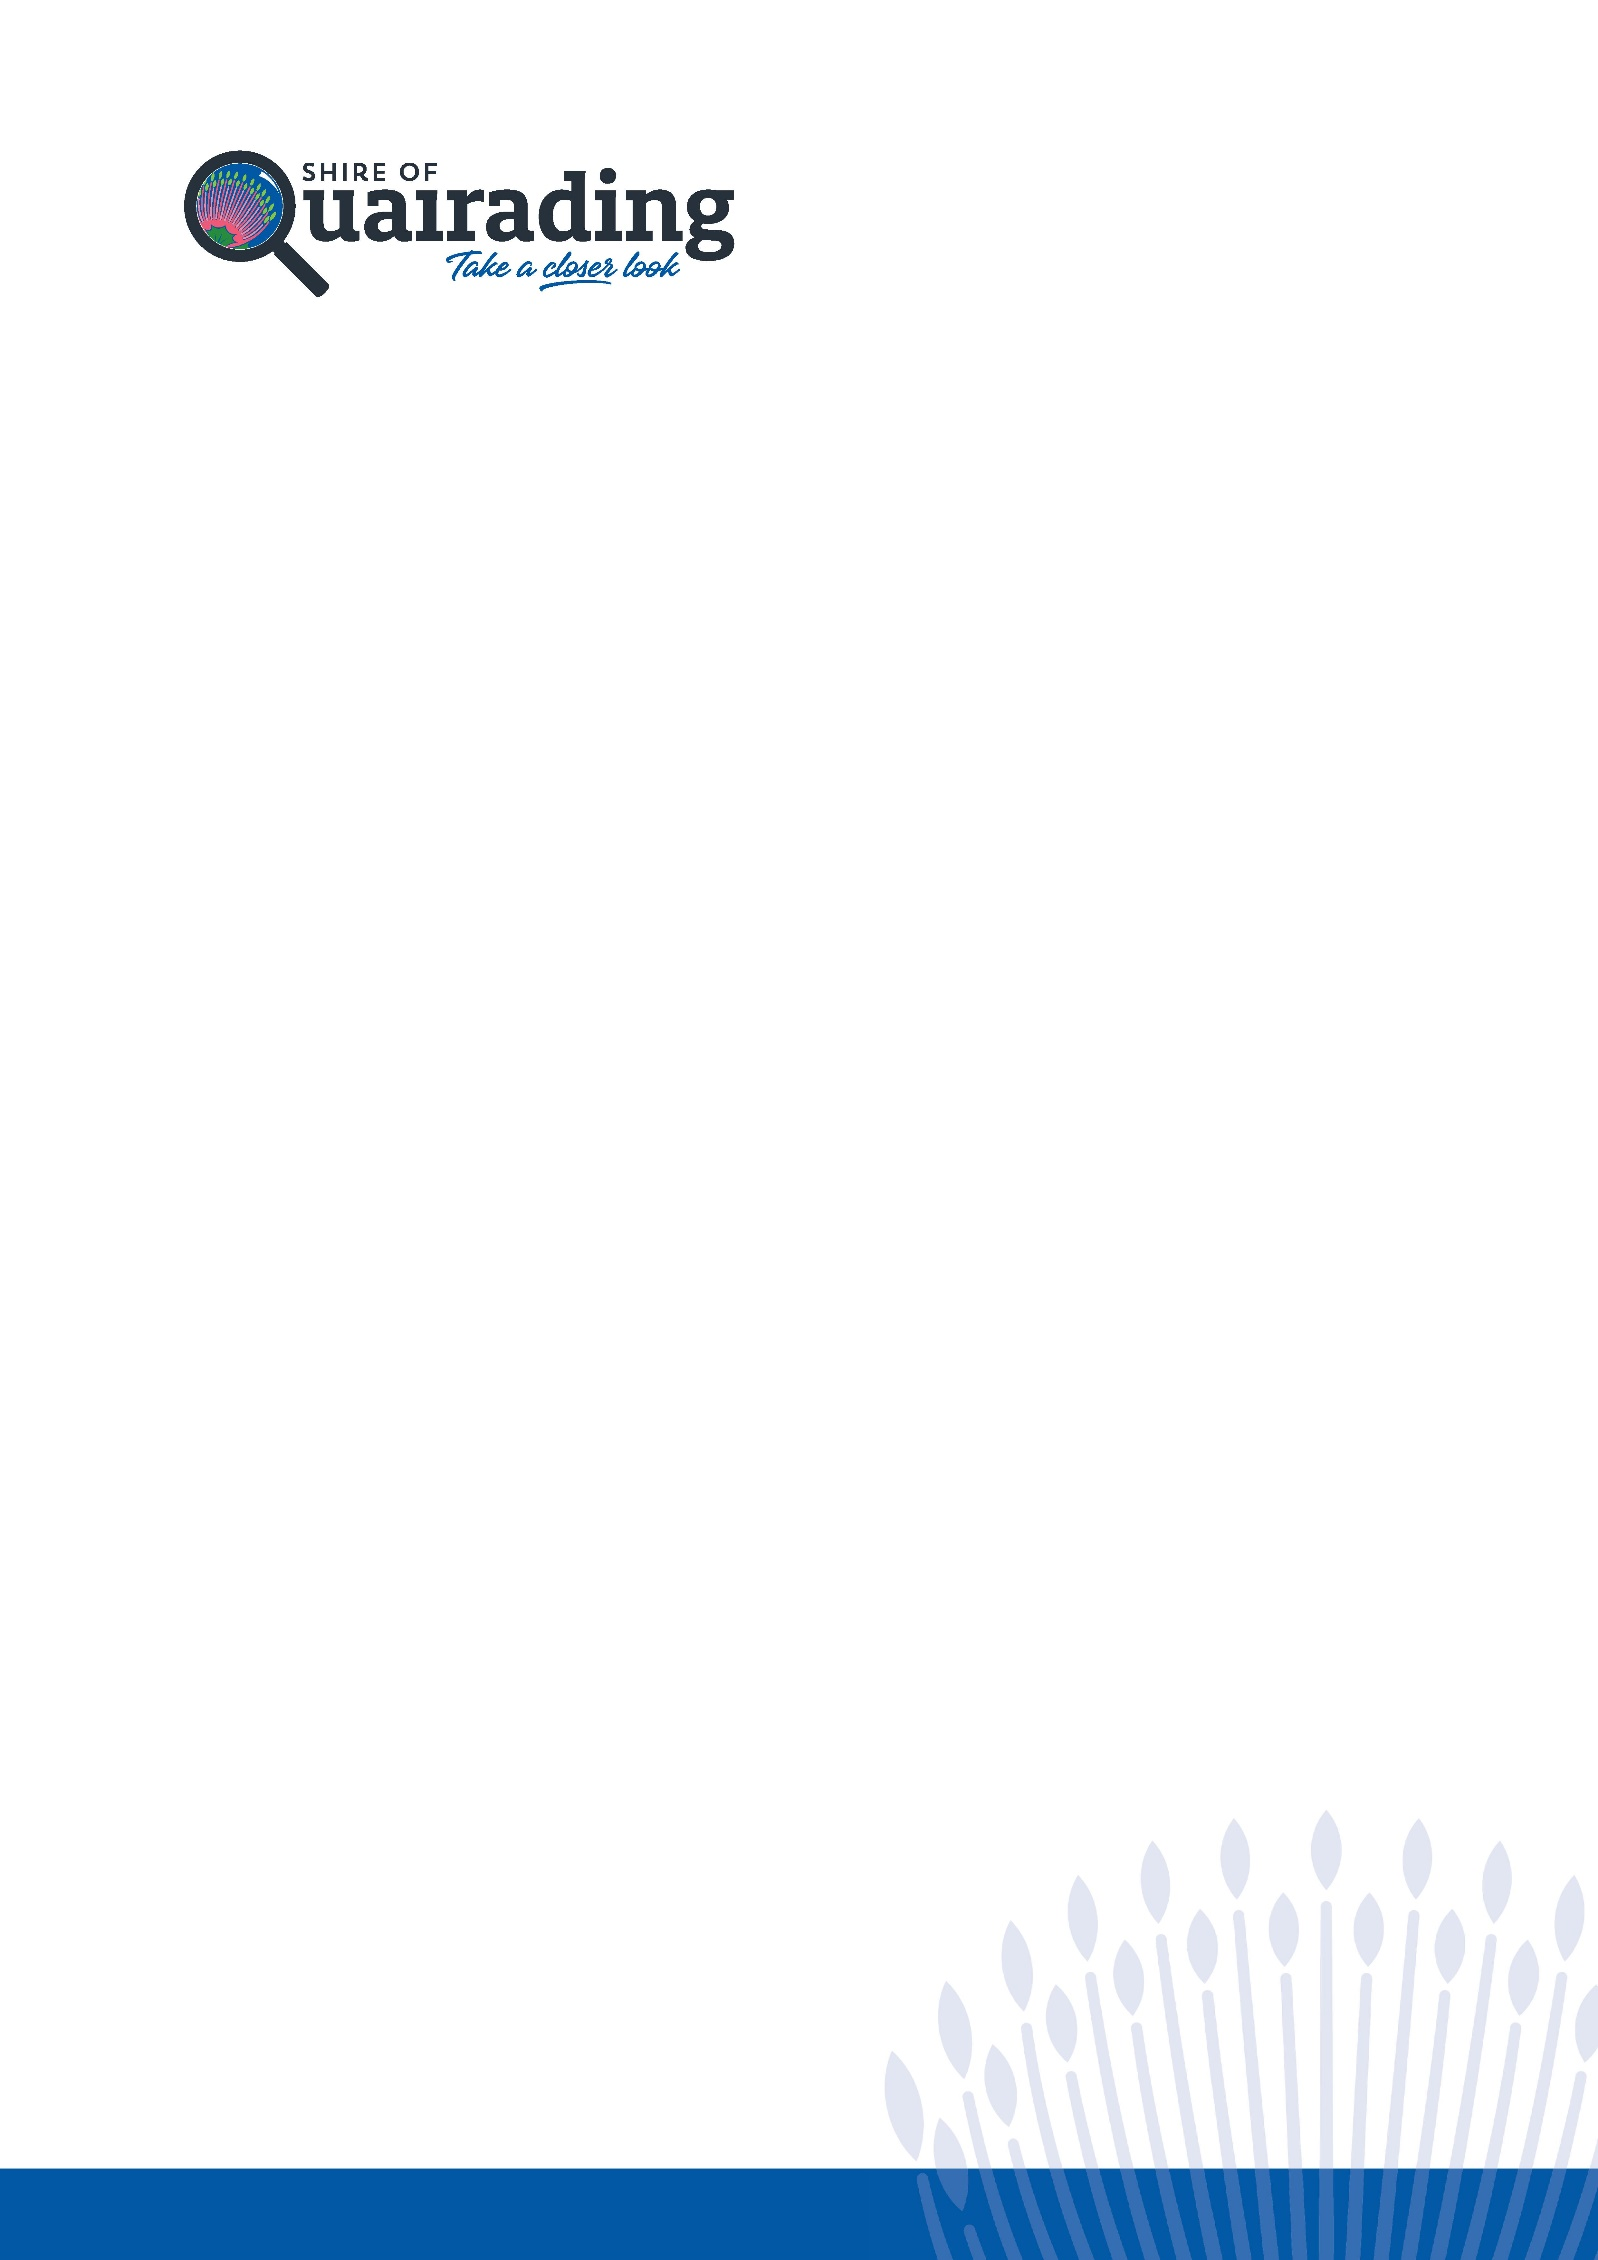 SHIRE OF
Quairading
Take a closer look